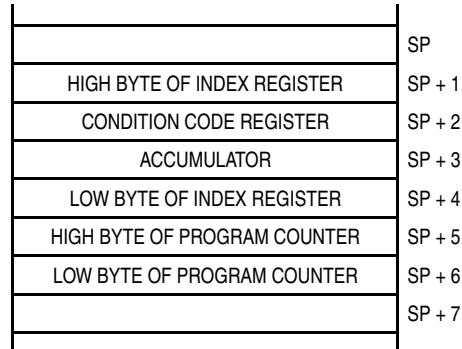 SP
HIGH BYTE OF INDEX REGISTER SP + 1
CONDITION CODE REGISTER SP + 2
ACCUMULATOR SP + 3
LOW BYTE OF INDEX REGISTER SP + 4
HIGH BYTE OF PROGRAM COUNTER SP + 5
LOW BYTE OF PROGRAM COUNTER SP + 6
SP + 7